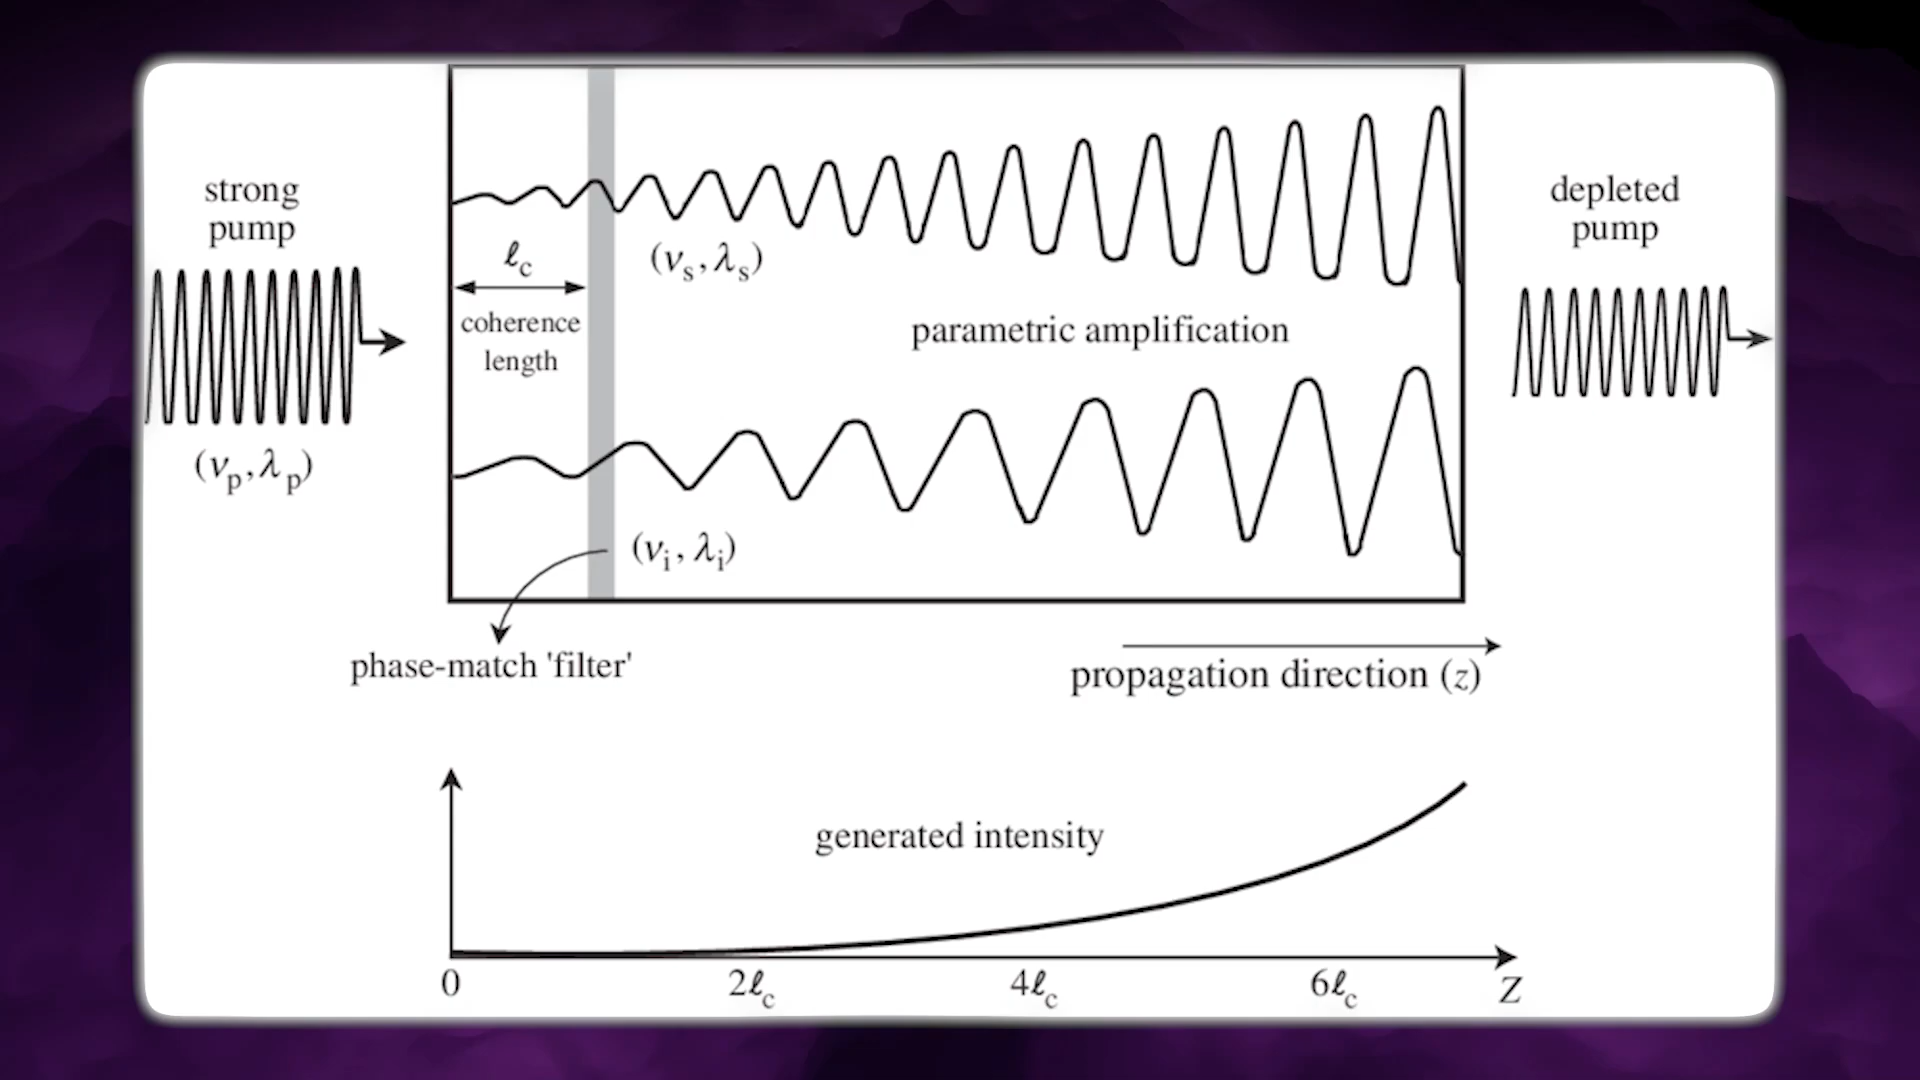 strong
pump
(νp, λp)
ℓc
coherence
length
(νs, λs)
parametric amplification
(νi, λi)
depleted
pump
phase-match 'filter'
propagation direction (z)
generated intensity
0
2ℓc
4ℓc
6ℓc
Z